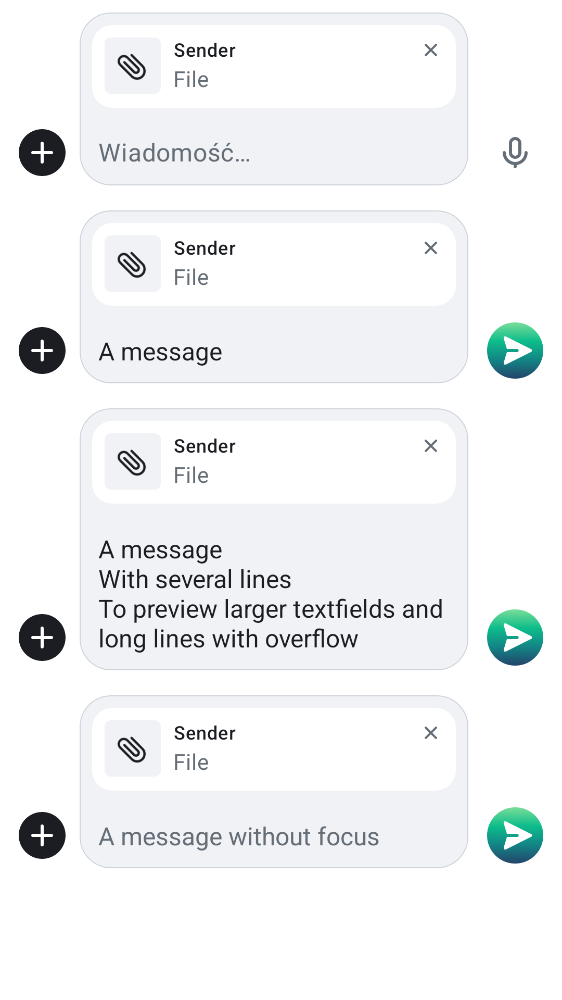 Sender
File
Wiadomość…
Sender
File
A message
Sender
File
A message
With several lines
To preview larger textfields and
long lines with overflow
Sender
File
A message without focus